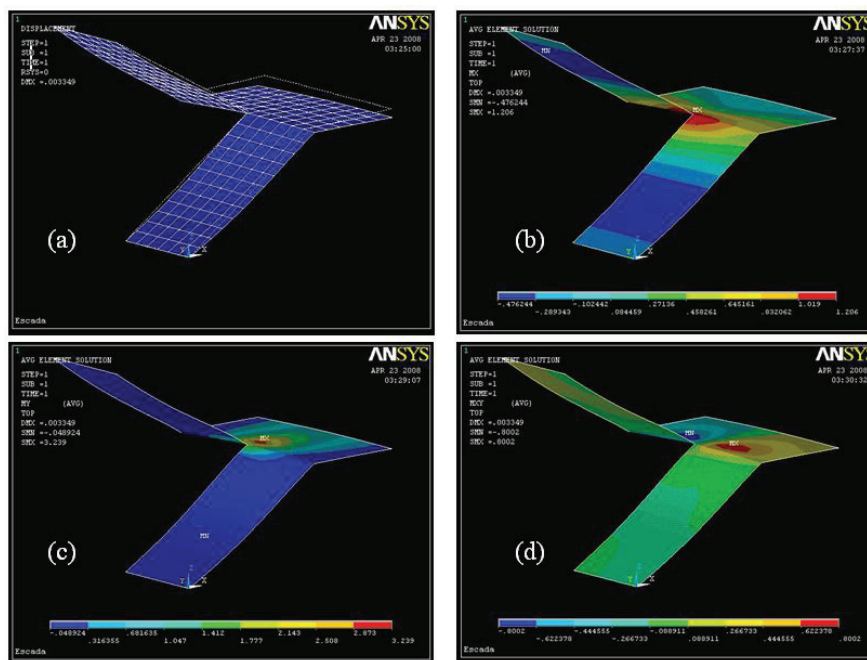 1
ANSYS
DISPLACEMENT
APR 23 2008
03:25:00
STEP=1
SUB =1
TIME=1
RSYS=0
DMX =.003349
(a)
Y Z X
Escada
1
ANSYS
AVG ELEMENT SOLUTION
APR 23 2008
03:27:37
STEP=1
SUB =1
TIME=1
MX (AVG)
TOP
DMX =.003349
SMN =-.476244
SMX =1.206
MN
MX
(b)
Y Z X
-.476244 -.102442 .27136 .645161 1.019
-.289343 .084459 .458261 .832062 1.206
Escada
1
ANSYS
AVG ELEMENT SOLUTION
APR 23 2008
03:29:07
STEP=1
SUB =1
TIME=1
MY (AVG)
TOP
DMX =.003349
SMN =-.048924
SMX =3.239
MX
MN
(c)
Y Z X
-.048924 .681635 1.412 2.143 2.873
.316355 1.047 1.777 2.508 3.239
Escada
1
ANSYS
AVG ELEMENT SOLUTION
APR 23 2008
03:30:32
STEP=1
SUB =1
TIME=1
MXY (AVG)
TOP
DMX =.003349
SMN =-.8002
SMX =.8002
MN
MX
(d)
Y Z X
-.8002 -.444555 -.088911 .266733 .622378
-.622378 -.266733 .088911 .444555 .8002
Escada